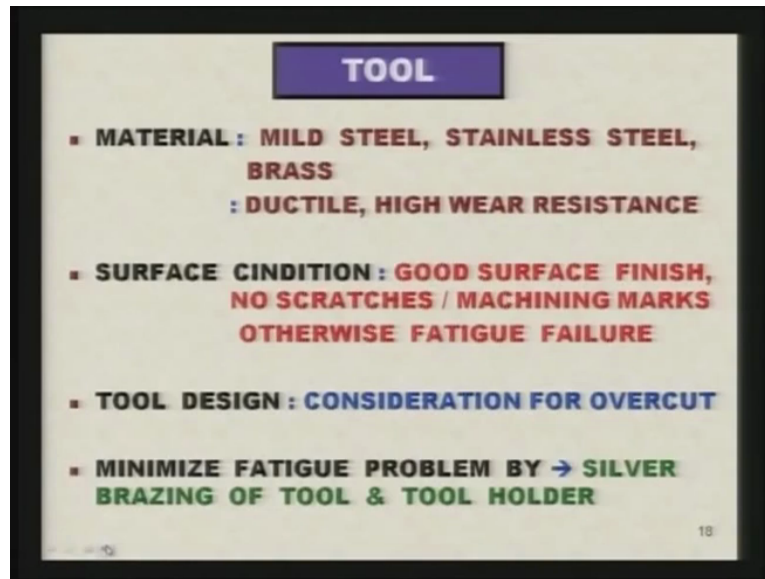 TOOL
▪ MATERIAL : MILD STEEL, STAINLESS STEEL,
BRASS
: DUCTILE, HIGH WEAR RESISTANCE
▪ SURFACE CINDITION : GOOD SURFACE FINISH,
NO SCRATCHES / MACHINING MARKS
OTHERWISE FATIGUE FAILURE
▪ TOOL DESIGN : CONSIDERATION FOR OVERCUT
▪ MINIMIZE FATIGUE PROBLEM BY → SILVER
BRAZING OF TOOL & TOOL HOLDER
18